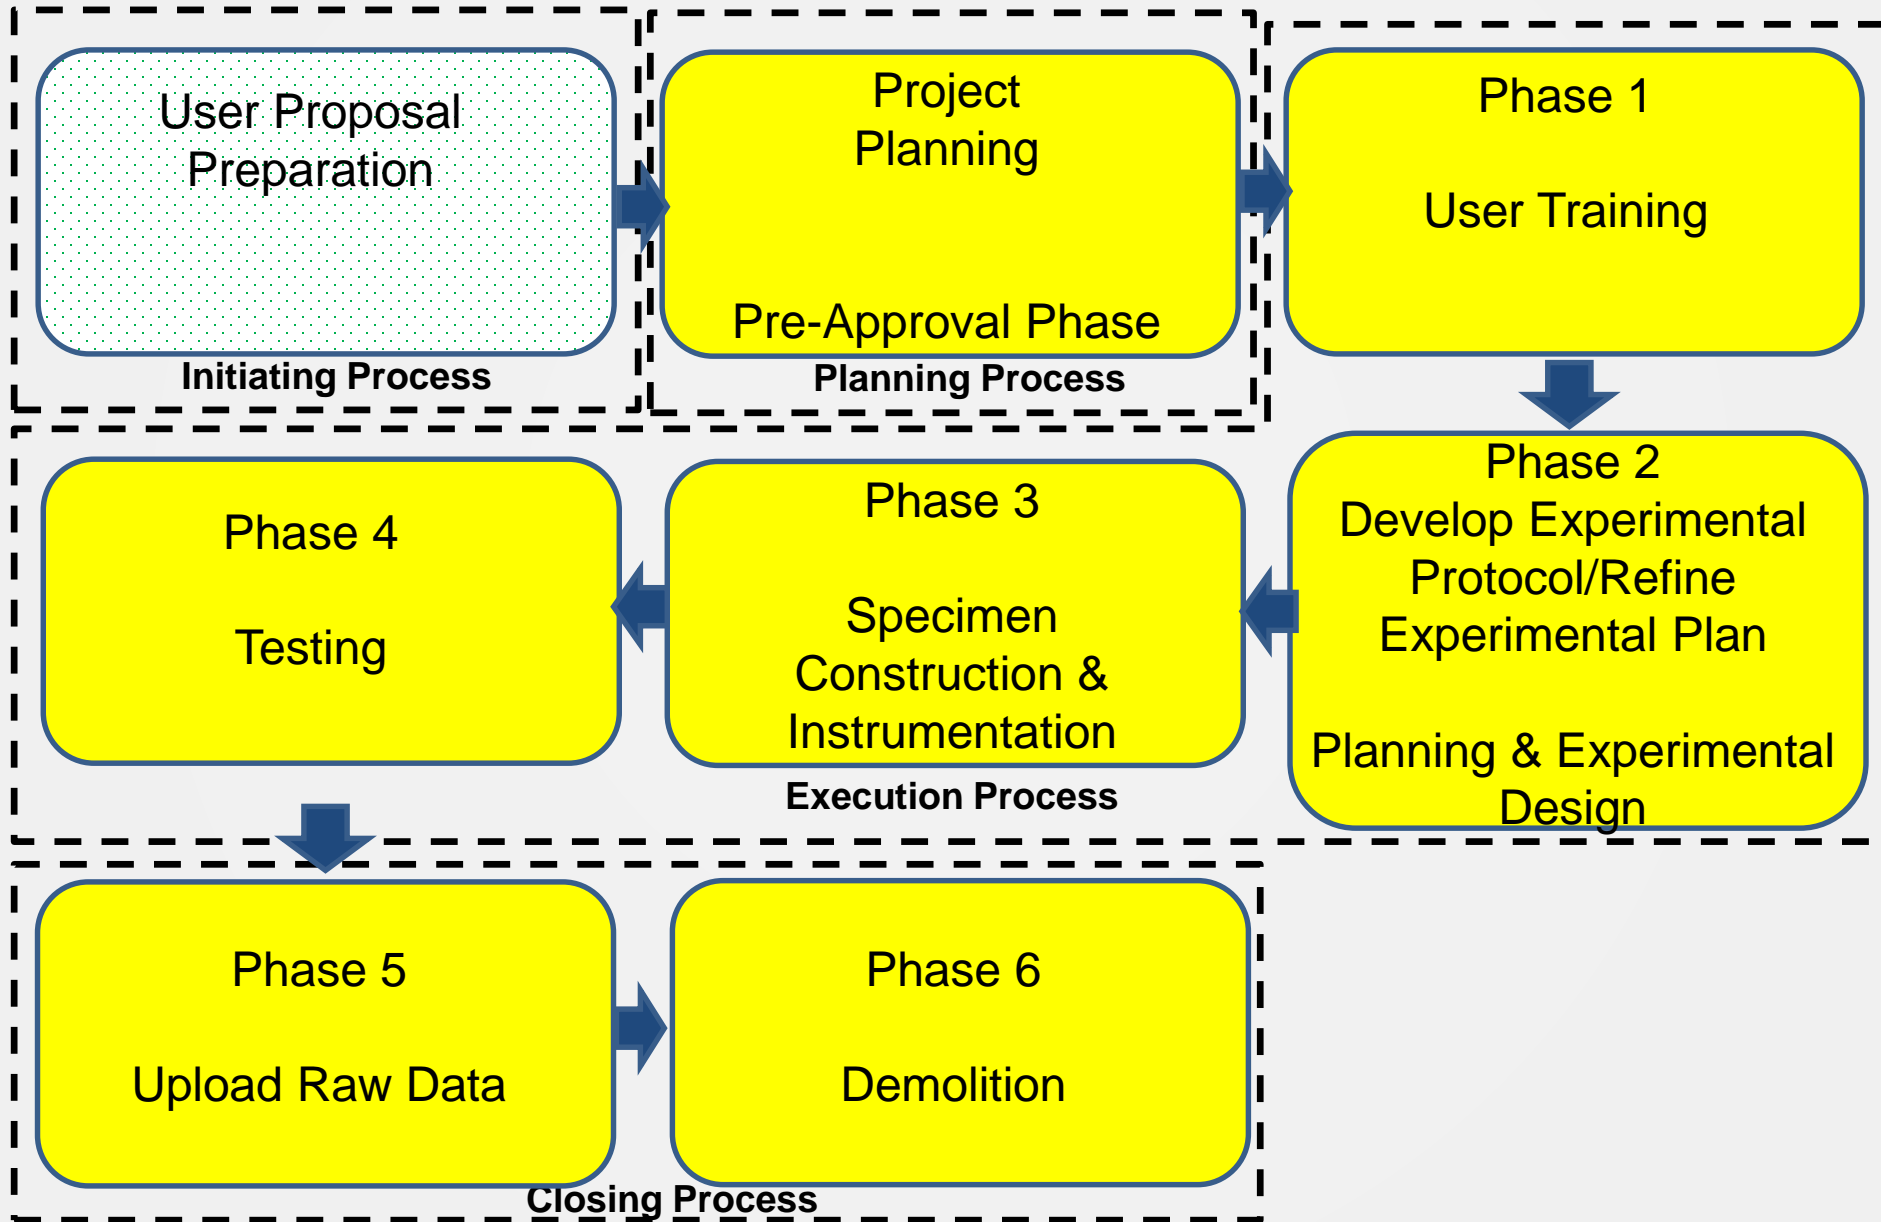 User Proposal
Preparation
Initiating Process
Project
Planning
Pre-Approval Phase
Planning Process
Phase 1
User Training
Phase 2
Develop Experimental
Protocol/Refine
Experimental Plan
Planning & Experimental
Design
Phase 3
Specimen
Construction &
Instrumentation
Phase 4
Testing
Execution Process
Phase 5
Upload Raw Data
Phase 6
Demolition
Closing Process